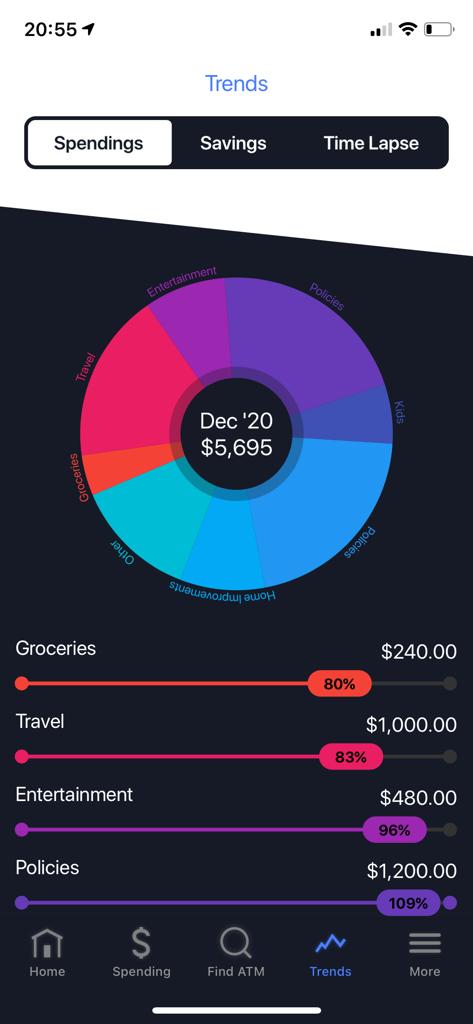 20:55
Trends
Spendings Savings Time Lapse
Entertainment
Policies
Travel
Kids
Dec '20
$5,695
Groceries
Policies
Other
Home Improvements
Groceries $240.00
80%
Travel $1,000.00
83%
Entertainment $480.00
96%
Policies $1,200.00
109%
Home Spending Find ATM Trends More